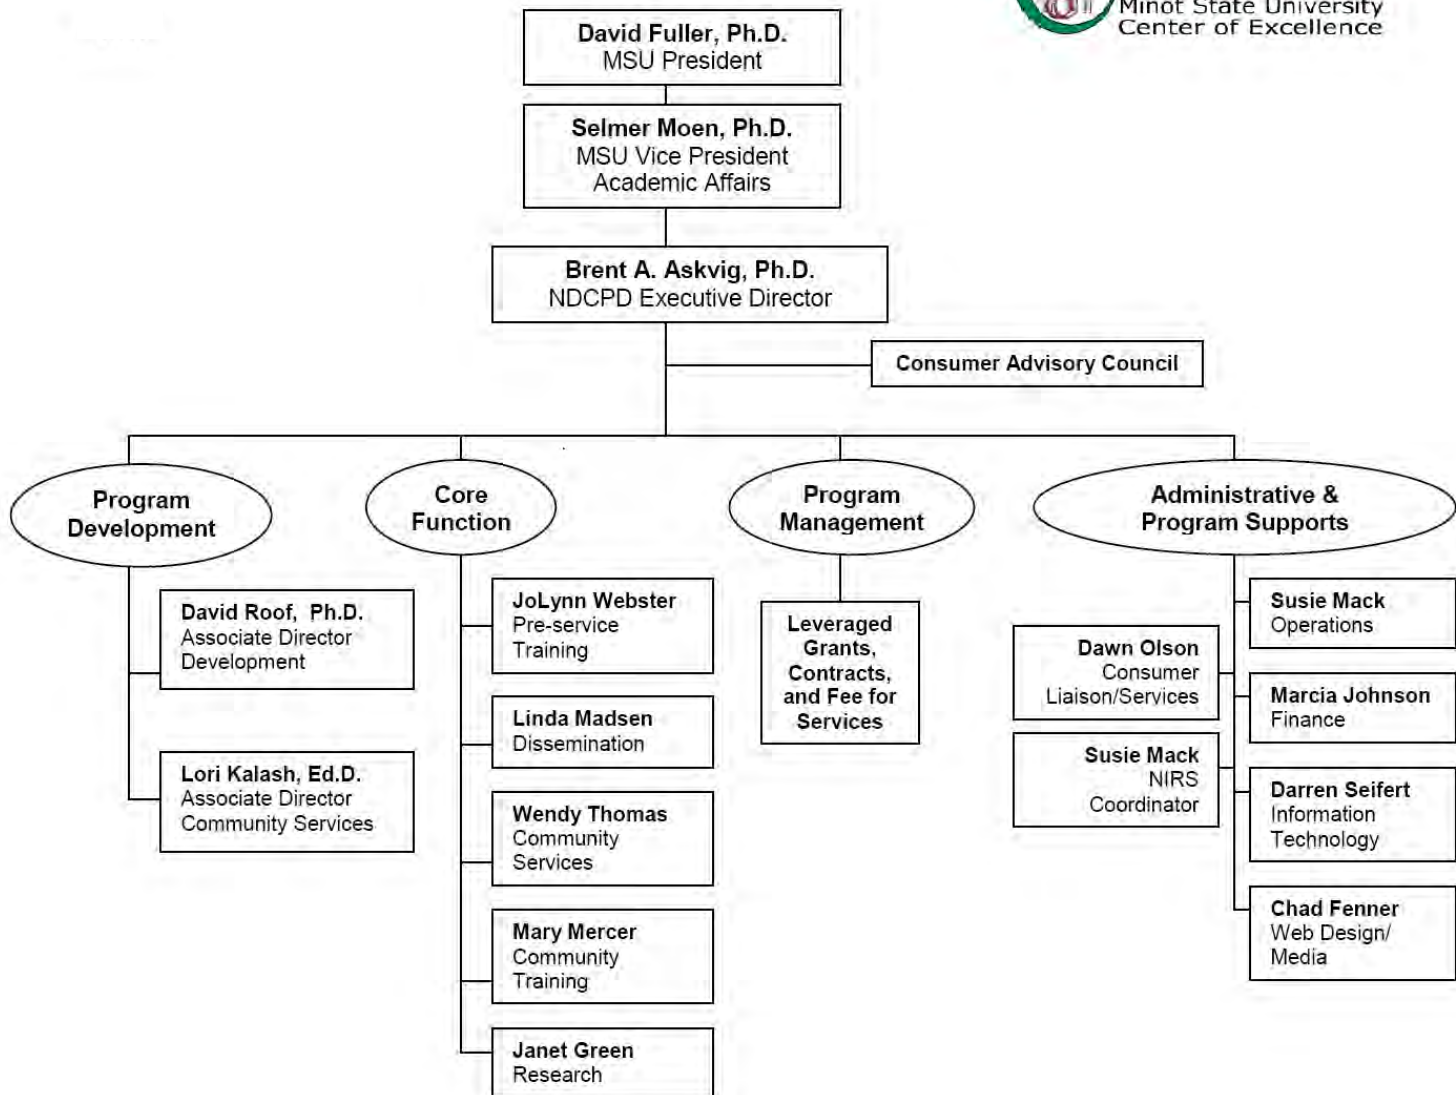 Minot State University
Center of Excellence
David Fuller, Ph.D.
MSU President
Selmer Moen, Ph.D.
MSU Vice President
Academic Affairs
Brent A. Askvig, Ph.D.
NDCPD Executive Director
Consumer Advisory Council
Program
Development
David Roof, Ph.D.
Associate Director
Development
Lori Kalash, Ed.D.
Associate Director
Community Services
Core
Function
JoLynn Webster
Pre-service
Training
Linda Madsen
Dissemination
Wendy Thomas
Community
Services
Mary Mercer
Community
Training
Janet Green
Research
Program
Management
Leveraged
Grants,
Contracts,
and Fee for
Services
Administrative &
Program Supports
Dawn Olson
Consumer
Liaison/Services
Susie Mack
NIRS
Coordinator
Susie Mack
Operations
Marcia Johnson
Finance
Darren Seifert
Information
Technology
Chad Fenner
Web Design/
Media